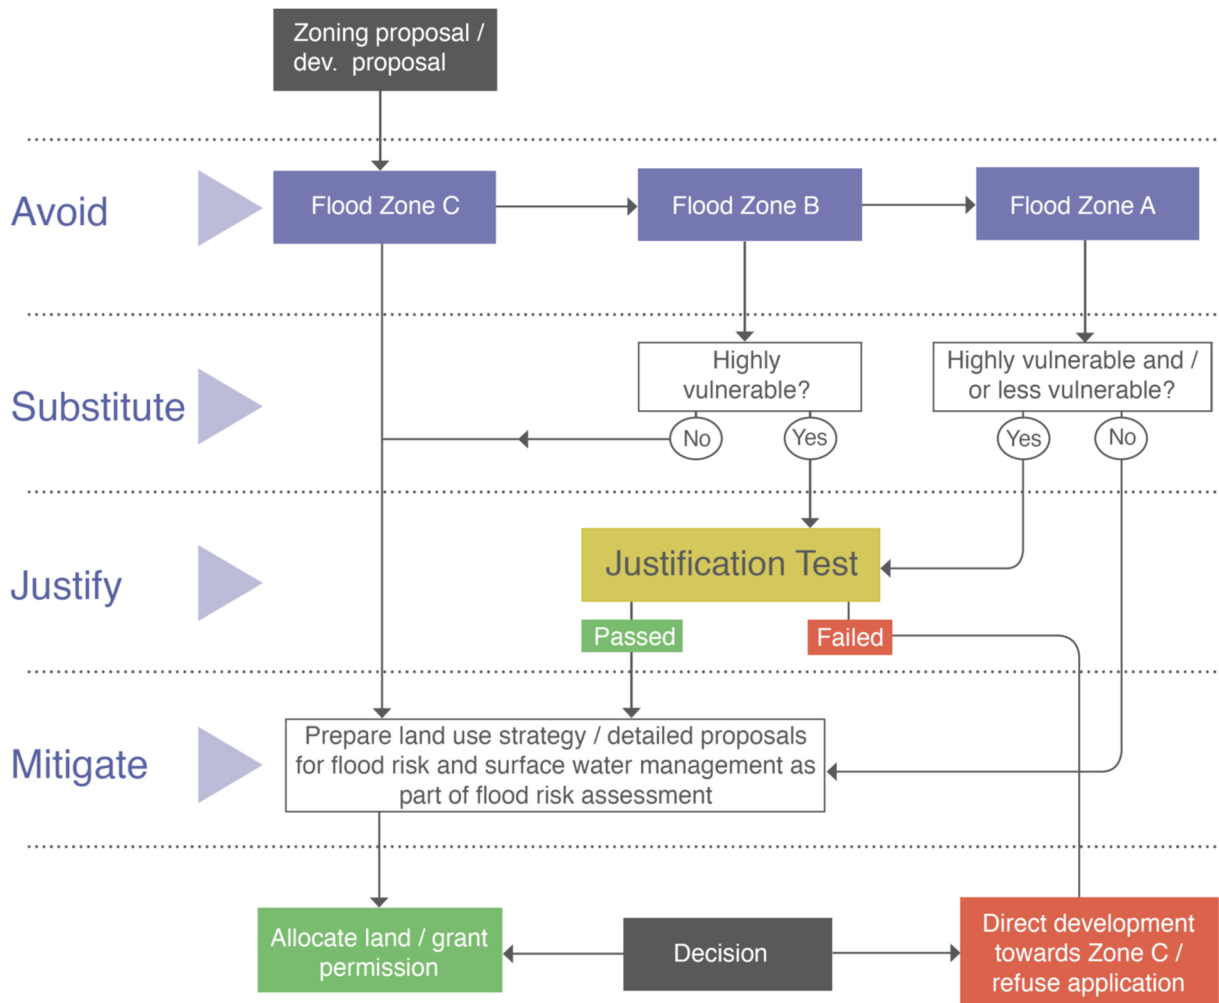 Zoning proposal /
dev. proposal
Avoid
Flood Zone C
Flood Zone B
Flood Zone A
Substitute
Highly
vulnerable?
Highly vulnerable and /
or less vulnerable?
No
Yes
Yes
No
Justify
Justification Test
Passed
Failed
Mitigate
Prepare land use strategy / detailed proposals
for flood risk and surface water management as
part of flood risk assessment
Allocate land / grant
permission
Decision
Direct development
towards Zone C /
refuse application